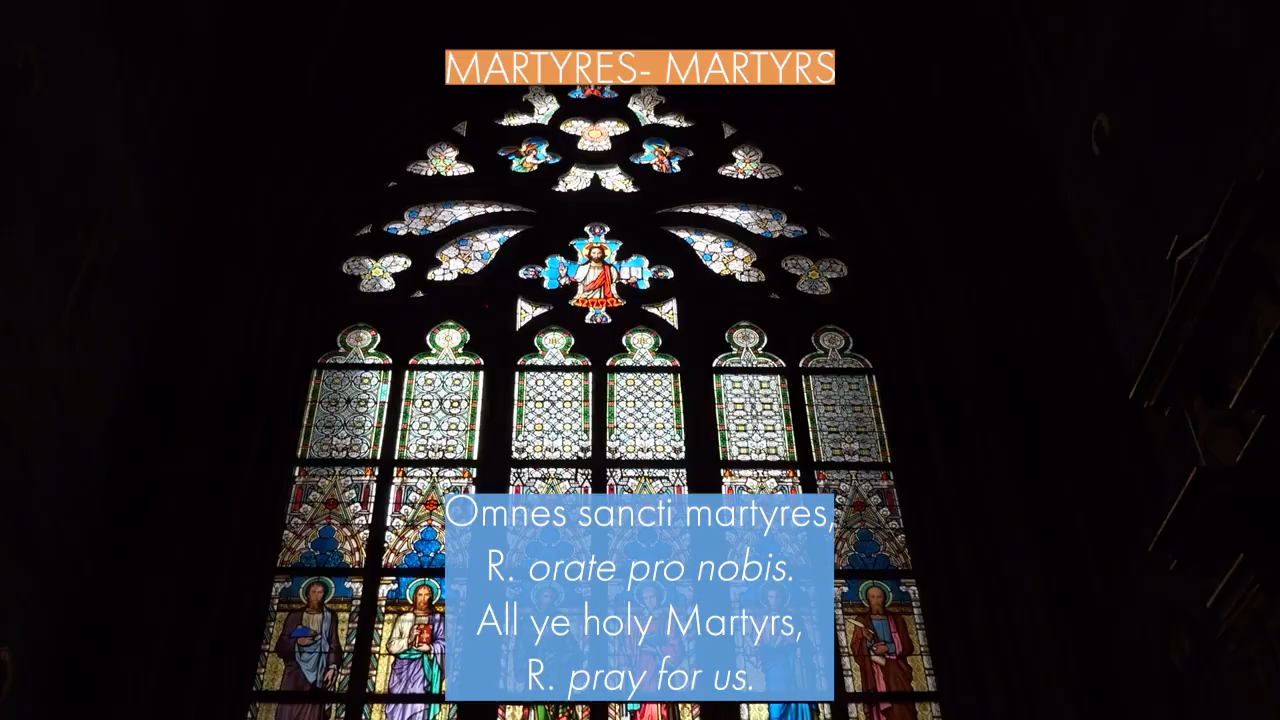 MARTYRES- MARTYRS
Omnes sancti martyres,
R. orate pro nobis.
All ye holy Martyrs,
R. pray for us.